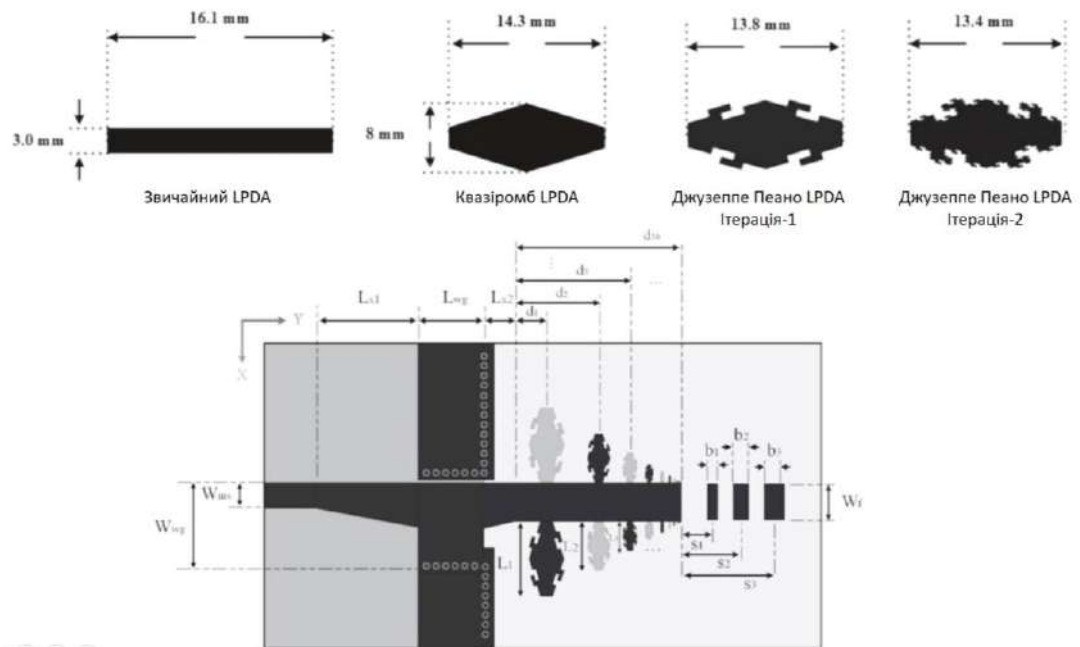 16.1 mm
14.3 mm
13.8 mm
13.4 mm
3.0 mm
8 mm
Звичайний LPDA
Квазіромб LPDA
Джузеппе Пеано LPDA
Ітерація-1
Джузеппе Пеано LPDA
Ітерація-2
d3
d2
Ls1
Lwg
Ls2
d1
Y
X
b1
b2
b3
Wms
Wwg
Wf
L1
L2
S1
S2
S3